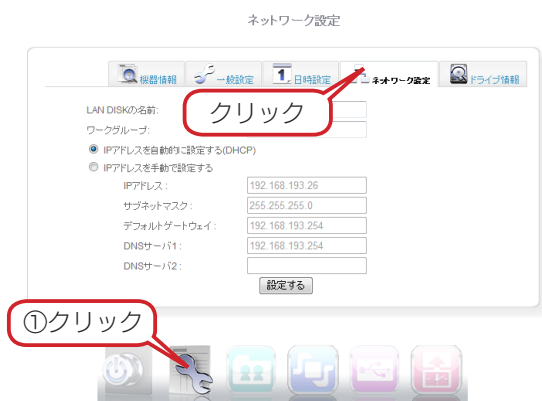 ネットワーク設定
機器情報 一般設定 1 日時設定 ネットワーク設定 ドライブ情報
クリック
LAN DISKの名前:
ワークグループ:
IPアドレスを自動的に設定する(DHCP)
IPアドレスを手動で設定する
IPアドレス: 192.168.193.26
サブネットマスク: 255.255.255.0
デフォルトゲートウェイ: 192.168.193.254
DNSサーバ1: 192.168.193.254
DNSサーバ2:
設定する
①クリック